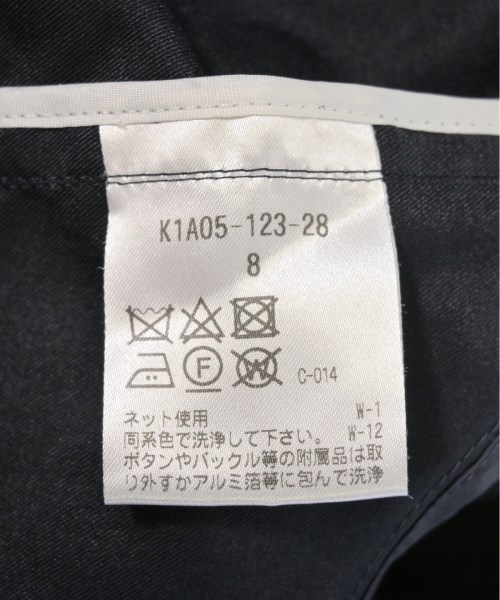 K1A05-123-28
8
F W C-014
ネット使用 W-1
同系色で洗浄して下さい。 W-12
ボタンやバックル等の附属品は取
り外すかアルミ箔等に包んで洗浄